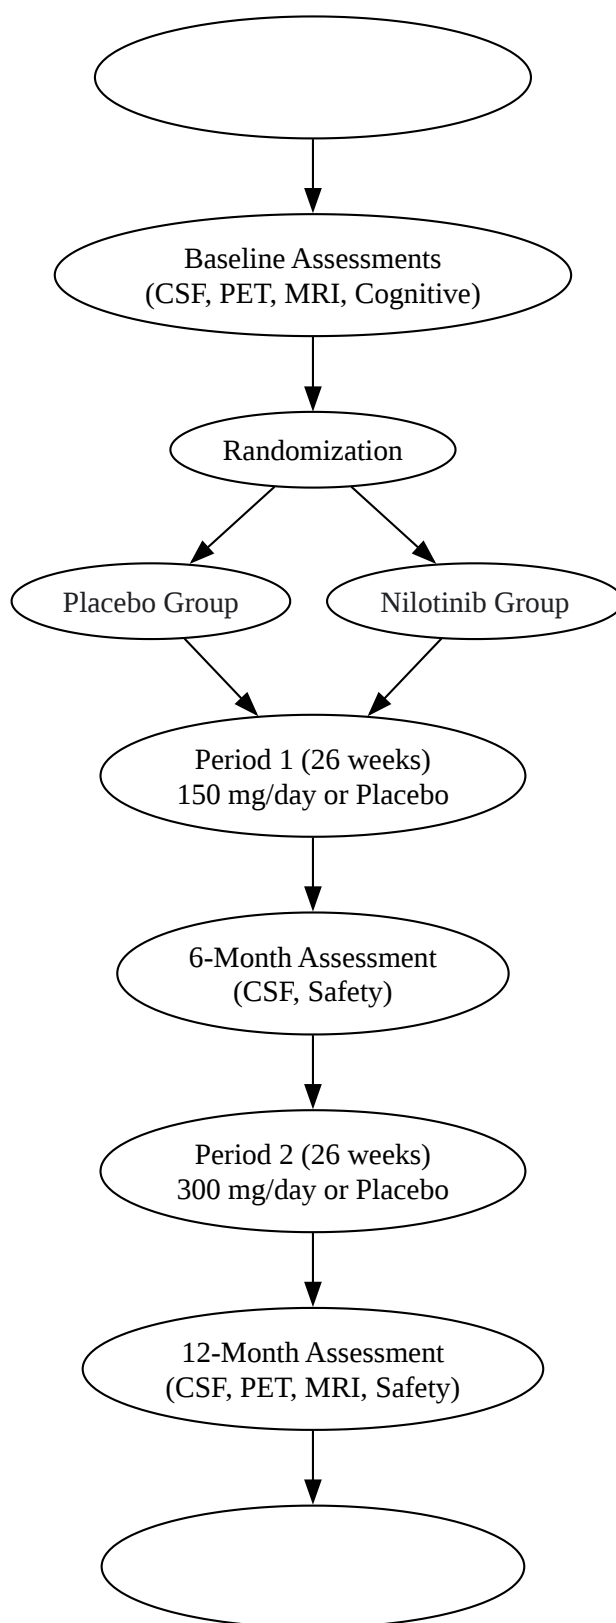 Baseline Assessments
(CSF, PET, MRI, Cognitive)
Randomization
Placebo Group
Nilotinib Group
Period 1 (26 weeks)
150 mg/day or Placebo
6-Month Assessment
(CSF, Safety)
Period 2 (26 weeks)
300 mg/day or Placebo
12-Month Assessment
(CSF, PET, MRI, Safety)